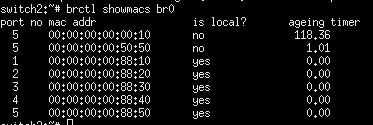 switch2:~# brctl showmacs br0
port no mac addr is local? ageing timer
5 00:00:00:00:00:10 no 118.36
5 00:00:00:00:50:50 no 1.01
1 00:00:00:00:88:10 yes 0.00
2 00:00:00:00:88:20 yes 0.00
3 00:00:00:00:88:30 yes 0.00
4 00:00:00:00:88:40 yes 0.00
5 00:00:00:00:88:50 yes 0.00
switch2:~#